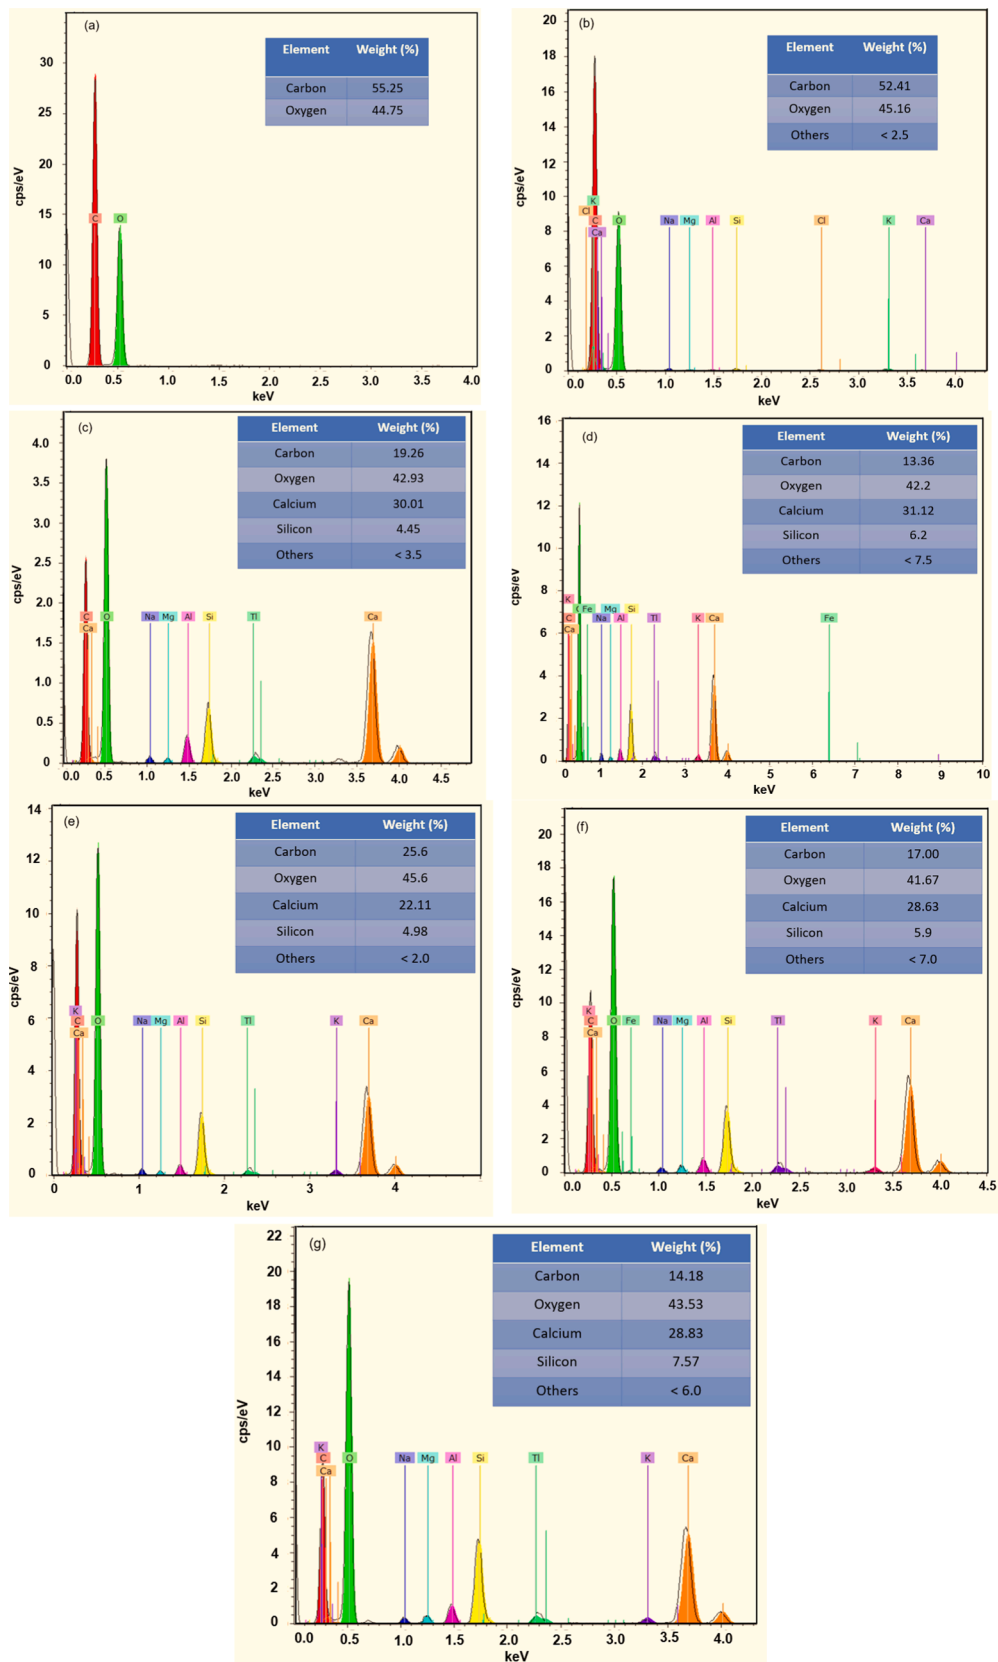 (a)
Element Weight (%)
Carbon 55.25
Oxygen 44.75
cps/eV
30
25
20
15
10
5
0
C O
0.0 0.5 1.0 1.5 2.0 2.5 3.0 3.5 4.0
keV
(b)
Element Weight (%)
Carbon 52.41
Oxygen 45.16
Others < 2.5
cps/eV
20
18
16
14
12
10
8
6
4
2
0
K
Cl
C O Na Mg Al Si Cl K Ca
Ca
0.0 0.5 1.0 1.5 2.0 2.5 3.0 3.5 4.0
keV
(c)
Element Weight (%)
Carbon 19.26
Oxygen 42.93
Calcium 30.01
Silicon 4.45
Others < 3.5
cps/eV
4.0
3.5
3.0
2.5
2.0
1.5
1.0
0.5
0
C O Na Mg Al Si Tl Ca
Ca
0.0 0.5 1.0 1.5 2.0 2.5 3.0 3.5 4.0 4.5
keV
(d)
Element Weight (%)
Carbon 13.36
Oxygen 42.2
Calcium 31.12
Silicon 6.2
Others < 7.5
cps/eV
16
14
12
10
8
6
4
2
0
K
Fe Mg Si
C Na Al Tl K Ca Fe
Ca
0 1 2 3 4 6 7 8 9 10
keV
(e)
Element Weight (%)
Carbon 25.6
Oxygen 45.6
Calcium 22.11
Silicon 4.98
Others < 2.0
cps/eV
14
12
10
8
6
4
2
0
K
C O Na Mg Al Si Tl K Ca
Ca
0 1 2 3 4
keV
(f)
Element Weight (%)
Carbon 17.00
Oxygen 41.67
Calcium 28.63
Silicon 5.9
Others < 7.0
cps/eV
20
18
16
14
12
10
8
6
4
2
0
K
C O Fe Na Mg Al Si Tl K Ca
Ca
0.0 0.5 1.0 1.5 2.0 2.5 3.0 3.5 4.0 4.5
keV
(g)
Element Weight (%)
Carbon 14.18
Oxygen 43.53
Calcium 28.83
Silicon 7.57
Others < 6.0
cps/eV
22
20
18
16
14
12
10
8
6
4
2
0
K
C O Na Mg Al Si Tl K Ca
Ca
0.0 0.5 1.0 1.5 2.0 2.5 3.0 3.5 4.0
keV